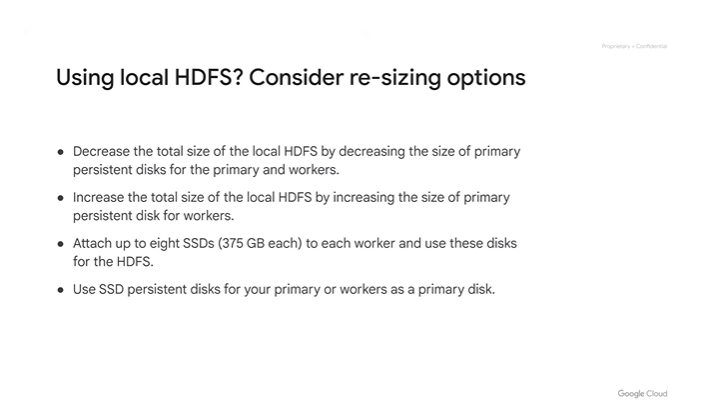 Proprietary + Confidential
Using local HDFS? Consider re-sizing options
● Decrease the total size of the local HDFS by decreasing the size of primary
persistent disks for the primary and workers.
● Increase the total size of the local HDFS by increasing the size of primary
persistent disk for workers.
● Attach up to eight SSDs (375 GB each) to each worker and use these disks
for the HDFS.
● Use SSD persistent disks for your primary or workers as a primary disk.
Google Cloud